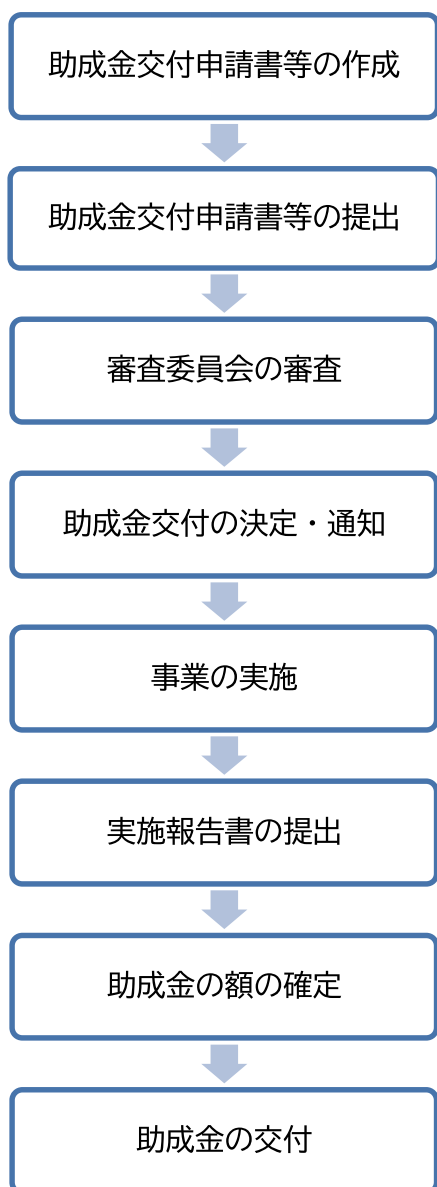 助成金交付申請書等の作成
助成金交付申請書等の提出
審査委員会の審査
助成金交付の決定・通知
事業の実施
実施報告書の提出
助成金の額の確定
助成金の交付